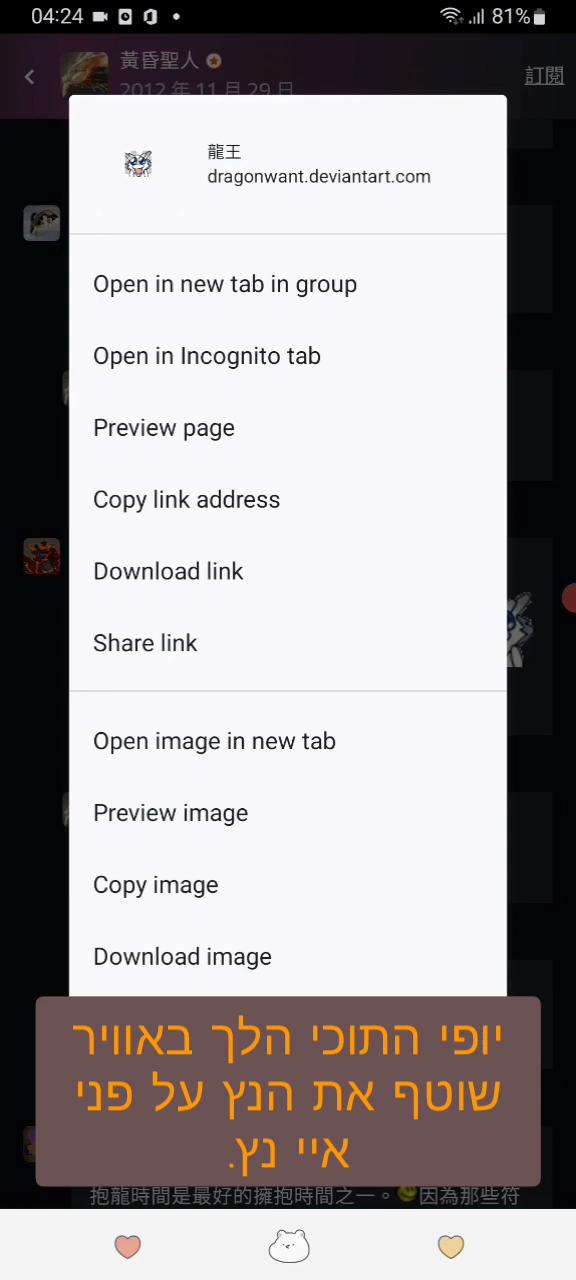 04:24
81%
黃昏聖人
2012 年 11 月 29 日
訂閱
龍王
dragonwant.deviantart.com
Open in new tab in group
Open in Incognito tab
Preview page
Copy link address
Download link
Share link
Open image in new tab
Preview image
Copy image
Download image
יופי התוכי הלך באוויר
שוטף את הנץ על פני
איי נץ.
抱龍時間是最好的擁抱時間之一。因為那些符